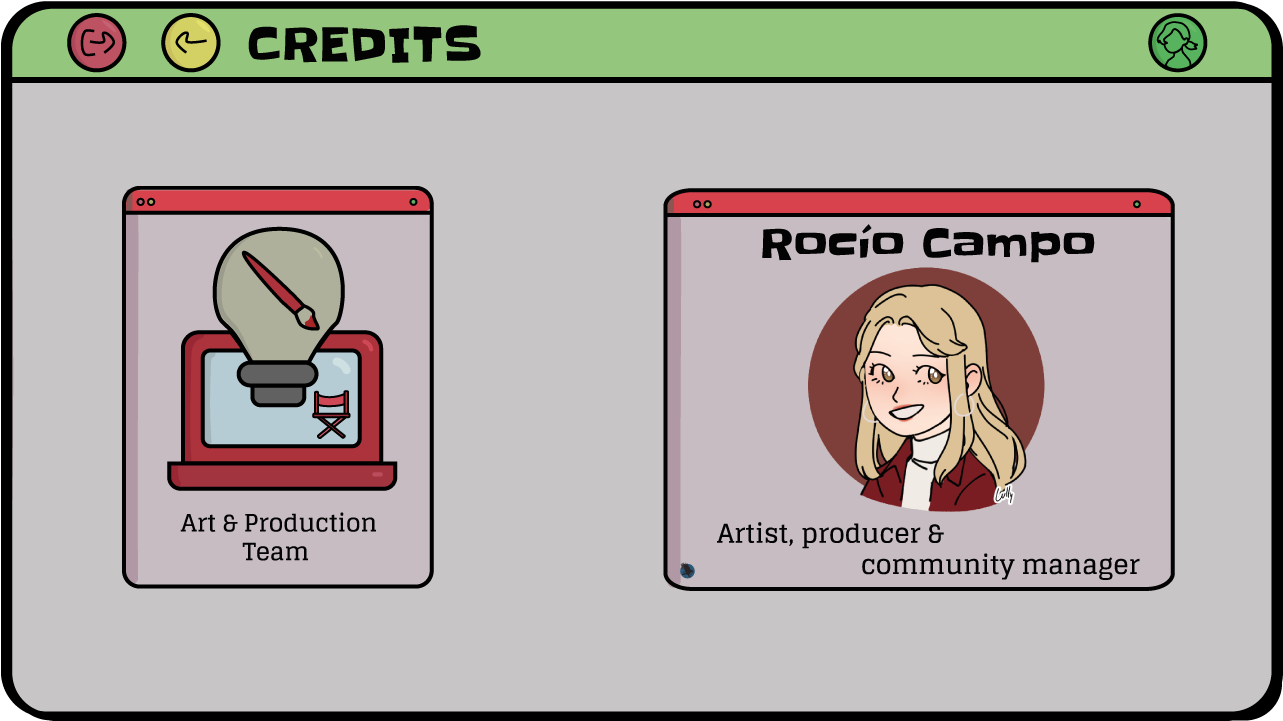 CREDITS
Art & Production
Team
Rocío Campo
Artist, producer &
community manager